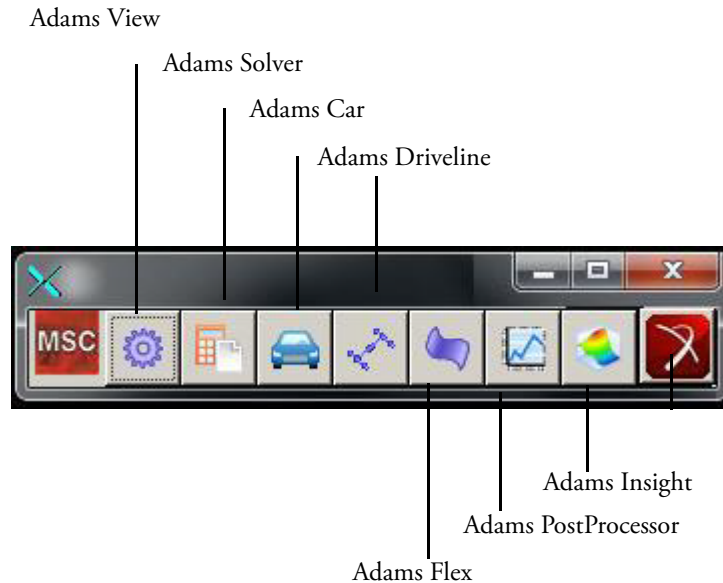 Adams View
Adams Solver
Adams Car
Adams Driveline
MSC
Adams Insight
Adams PostProcessor
Adams Flex